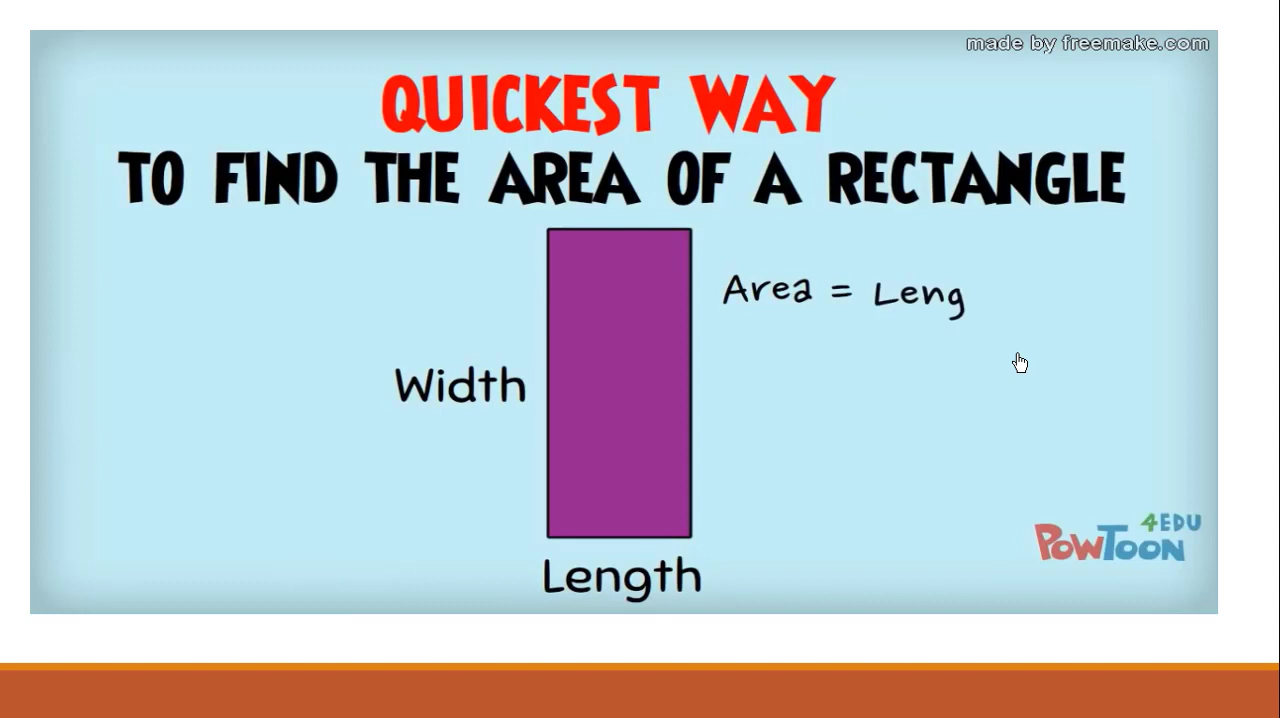 made by freemake.com
QUICKEST WAY
TO FIND THE AREA OF A RECTANGLE
Area = Leng
Width
4EDU
POWTOON
Length